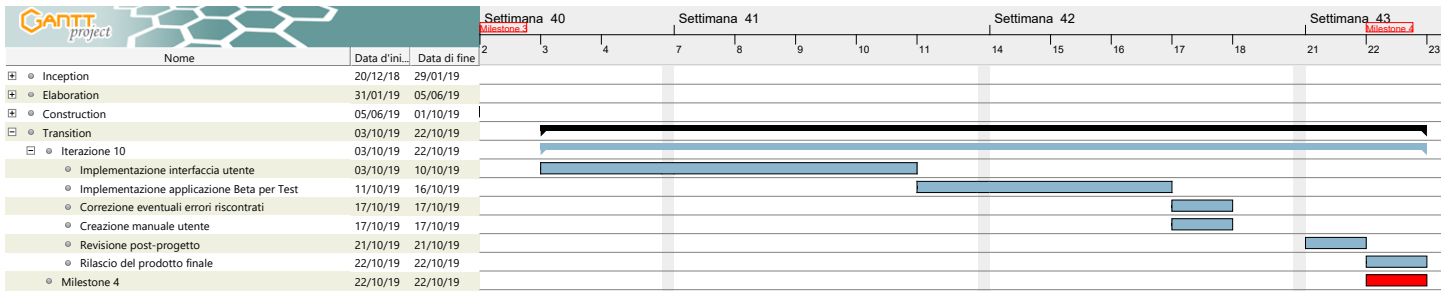 GANTT
project
Settimana 40
Settimana 41
Settimana 42
Settimana 43
Milestone 3
Milestone 4
Nome
Data d'ini...
Data di fine
2 3 4 7 8 9 10 11 14 15 16 17 18 21 22 23
Inception 20/12/18 29/01/19
Elaboration 31/01/19 05/06/19
Construction 05/06/19 01/10/19
Transition 03/10/19 22/10/19
Iterazione 10 03/10/19 22/10/19
Implementazione interfaccia utente 03/10/19 10/10/19
Implementazione applicazione Beta per Test 11/10/19 16/10/19
Correzione eventuali errori riscontrati 17/10/19 17/10/19
Creazione manuale utente 17/10/19 17/10/19
Revisione post-progetto 21/10/19 21/10/19
Rilascio del prodotto finale 22/10/19 22/10/19
Milestone 4 22/10/19 22/10/19